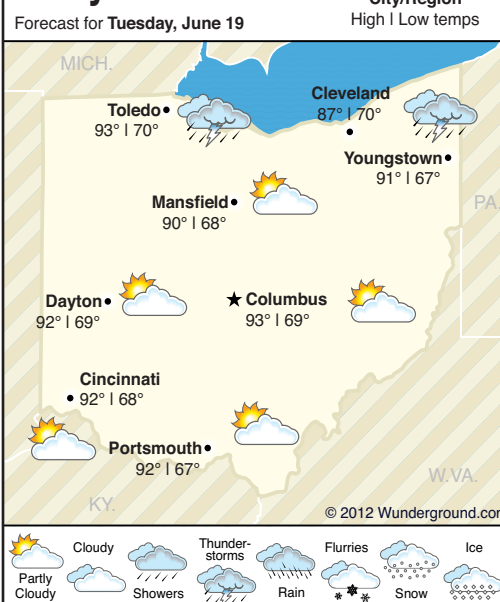 City/Region
Forecast for Tuesday, June 19
High | Low temps
MICH.
Cleveland
87° | 70°
Toledo
93° | 70°
Youngstown
91° | 67°
Mansfield
90° | 68°
PA.
Dayton
92° | 69°
Columbus
93° | 69°
Cincinnati
92° | 68°
Portsmouth
92° | 67°
W.VA.
KY.
© 2012 Wunderground.com
Partly
Cloudy
Cloudy
Showers
Thunder-
storms
Rain
Flurries
Snow
Ice